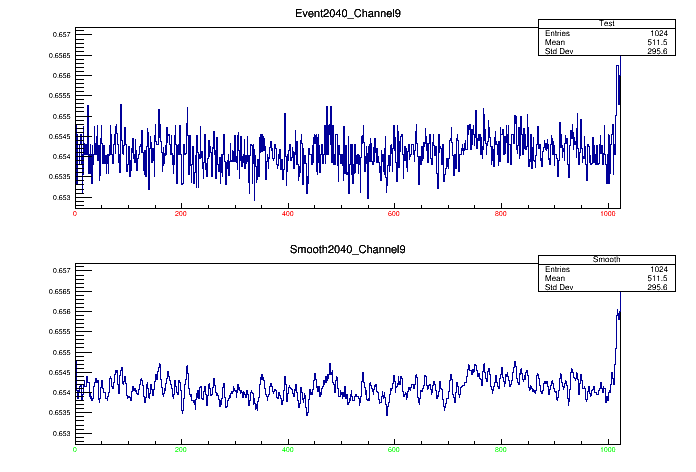 Event2040_Channel9
Test
Entries 1024
Mean 511.5
Std Dev 295.6
0.657
0.6565
0.656
0.6555
0.655
0.6545
0.654
0.6535
0.653
0 200 400 600 800 1000
Smooth2040_Channel9
Smooth
Entries 1024
Mean 511.5
Std Dev 295.6
0.657
0.6565
0.656
0.6555
0.655
0.6545
0.654
0.6535
0.653
0 200 400 600 800 1000